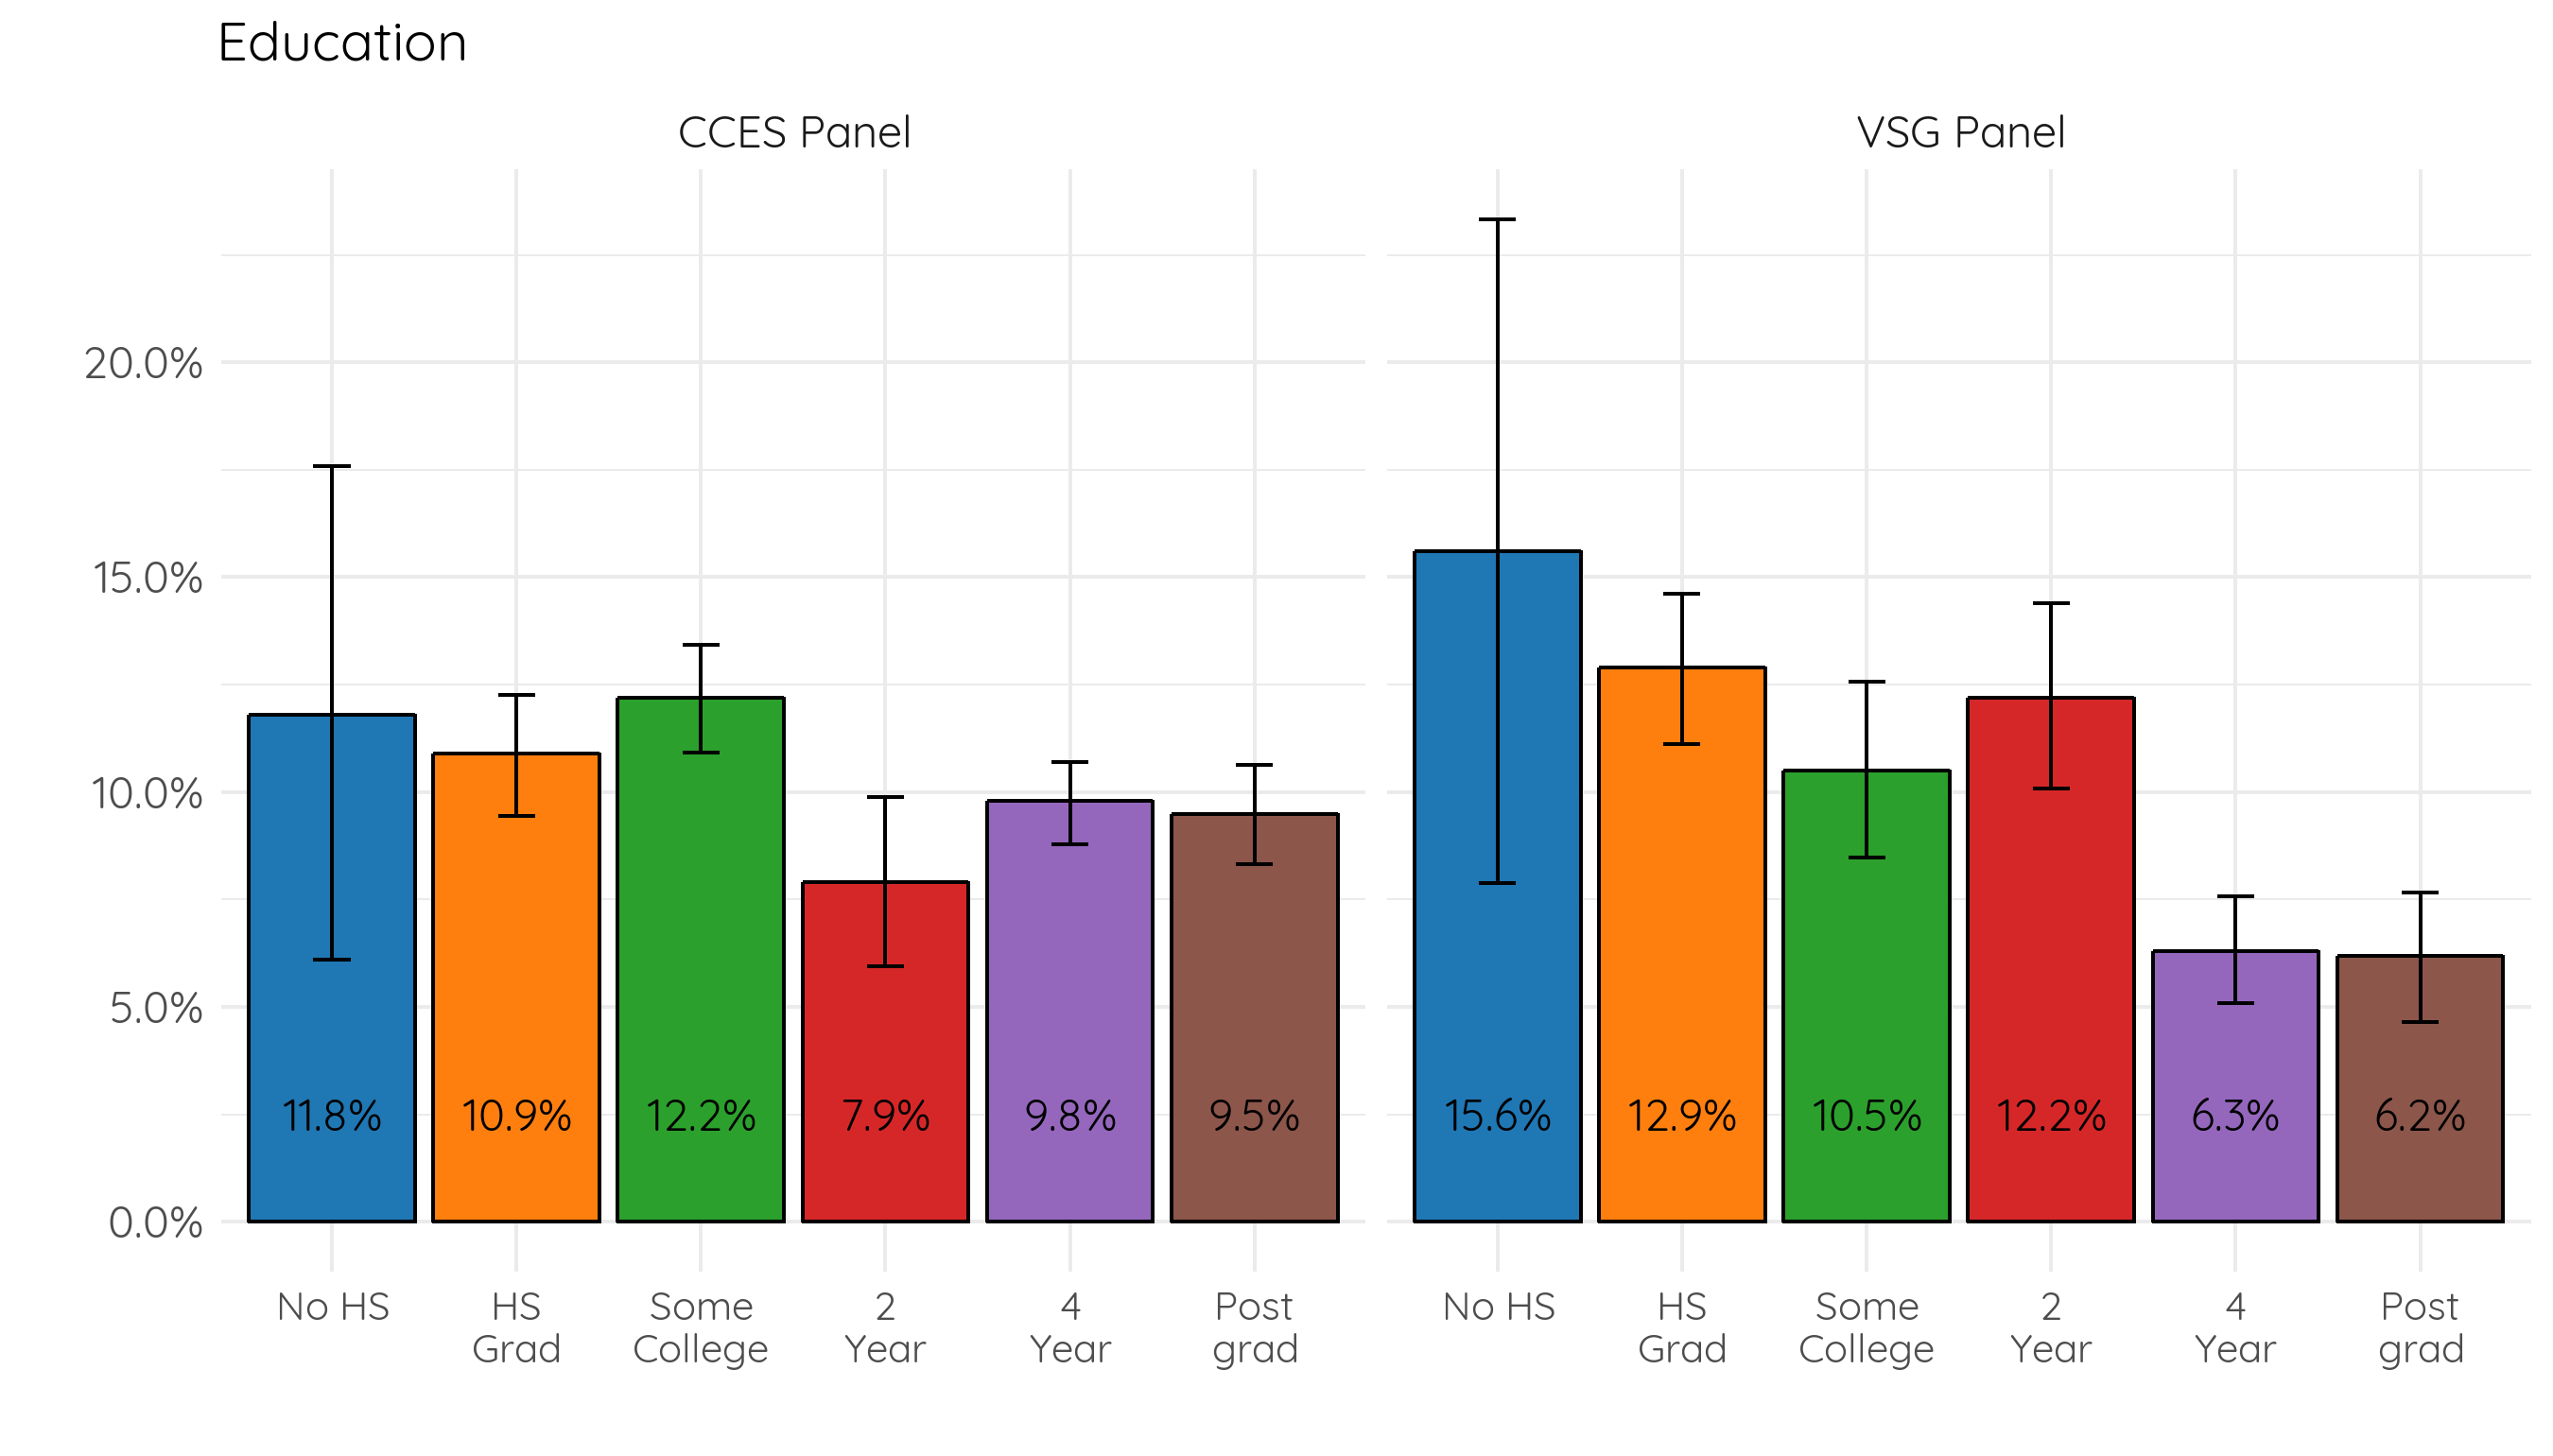 Education
CCES Panel
VSG Panel
20.0%
15.0%
10.0%
5.0%
0.0%
11.8%
10.9%
12.2%
7.9%
9.8%
9.5%
15.6%
12.9%
10.5%
12.2%
6.3%
6.2%
No HS
HS
Grad
Some
College
2
Year
4
Year
Post
grad
No HS
HS
Grad
Some
College
2
Year
4
Year
Post
grad